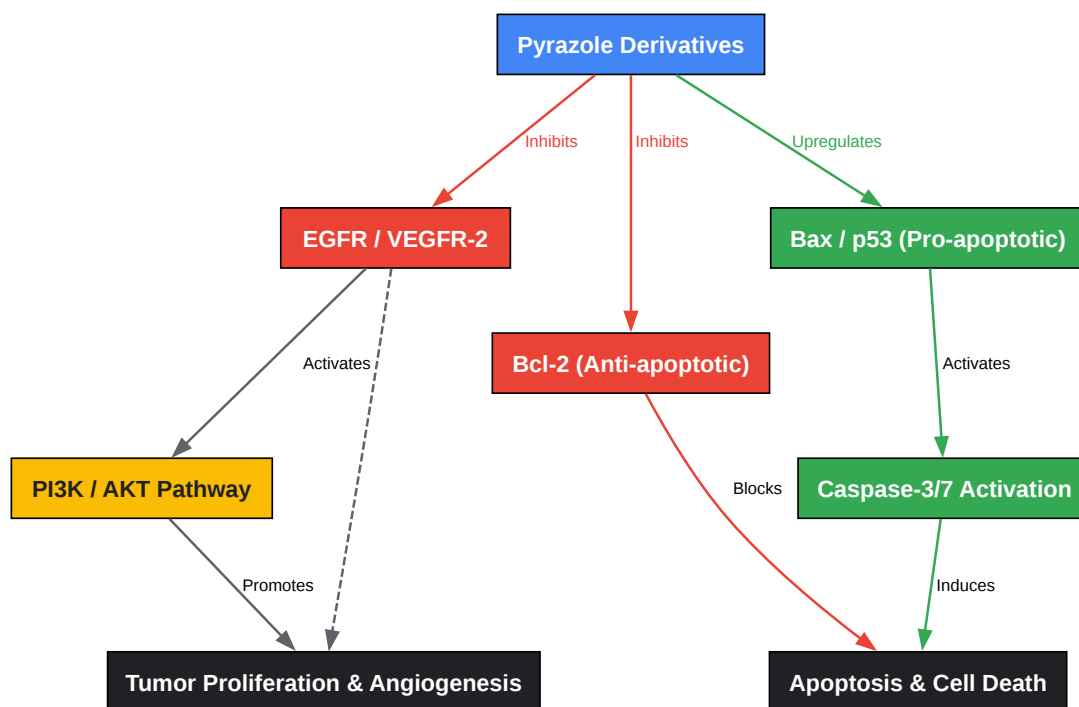 Pyrazole Derivatives
Inhibits
Inhibits
Upregulates
EGFR / VEGFR-2
Bax / p53 (Pro-apoptotic)
Bcl-2 (Anti-apoptotic)
Activates
Activates
PI3K / AKT Pathway
Blocks
Caspase-3/7 Activation
Promotes
Induces
Tumor Proliferation & Angiogenesis
Apoptosis & Cell Death